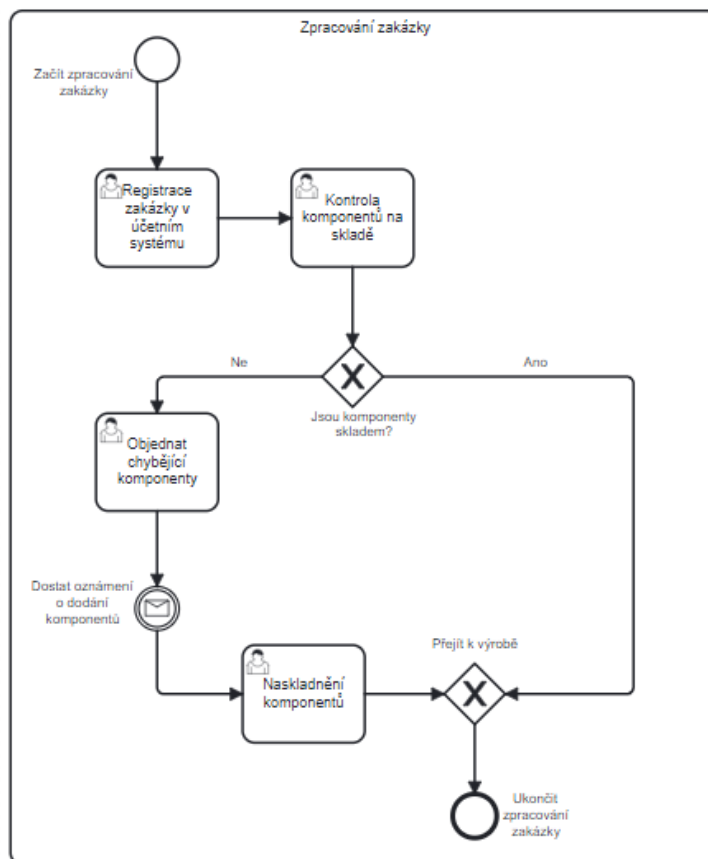 Zpracování zakázky
Začít zpracování
zakázky
Registrace
zakázky v
účetním
systému
Kontrola
komponentů na
skladě
Ne
Ano
Jsou komponenty
skladem?
Objednat
chybějící
komponenty
Dostat oznámení
o dodání
komponentů
Naskladnění
komponentů
Přejít k výrobě
Ukončit
zpracování
zakázky